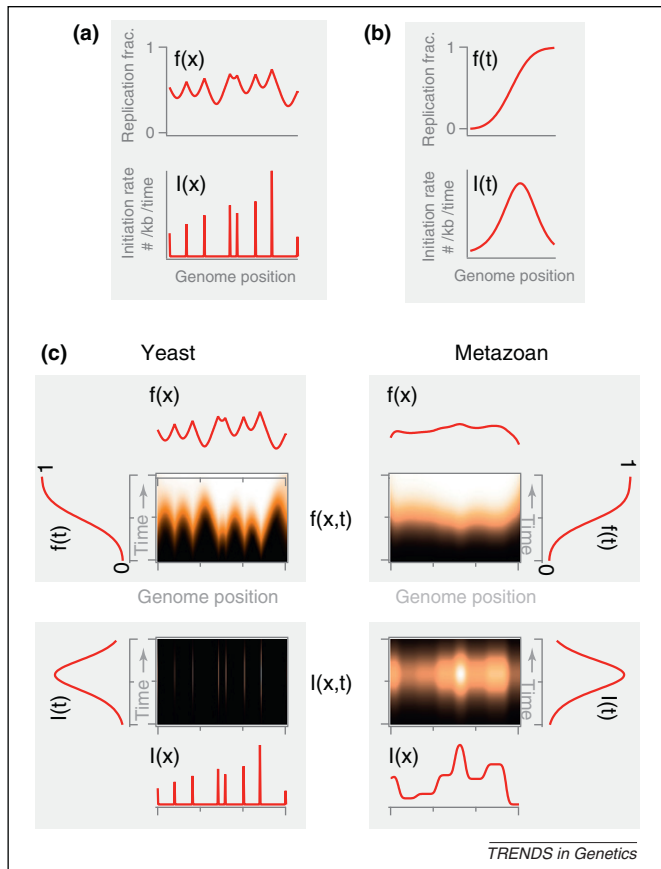 (a)
1
f(x)
Replication frac.
0
I(x)
Initiation rate
# /kb /time
Genome position
(b)
1
f(t)
Replication frac.
0
I(t)
Initiation rate
# /kb /time
Genome position
(c)
Yeast
Metazoan
f(x)
f(x)
1
f(t)
0
Time
f(x,t)
Time
1
f(t)
0
Genome position
Genome position
I(t)
Time
I(x,t)
Time
I(t)
I(x)
I(x)
TRENDS in Genetics